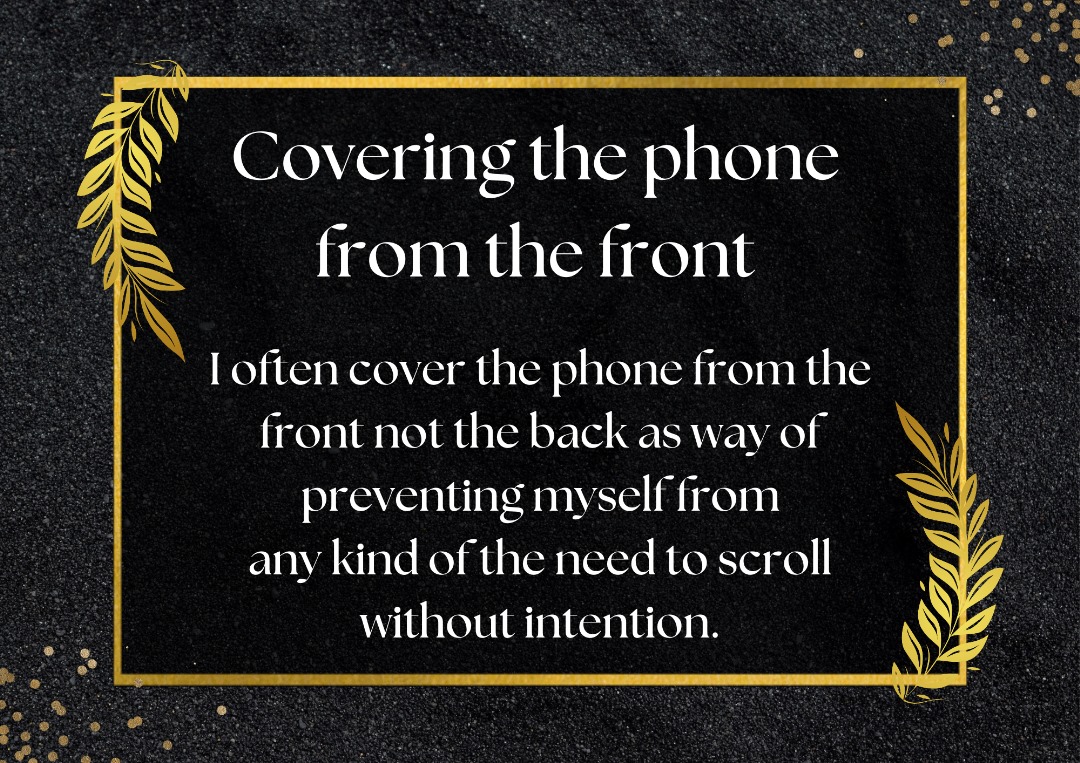 Covering the phone
from the front
I often cover the phone from the
front not the back as way of
preventing myself from
any kind of the need to scroll
without intention.